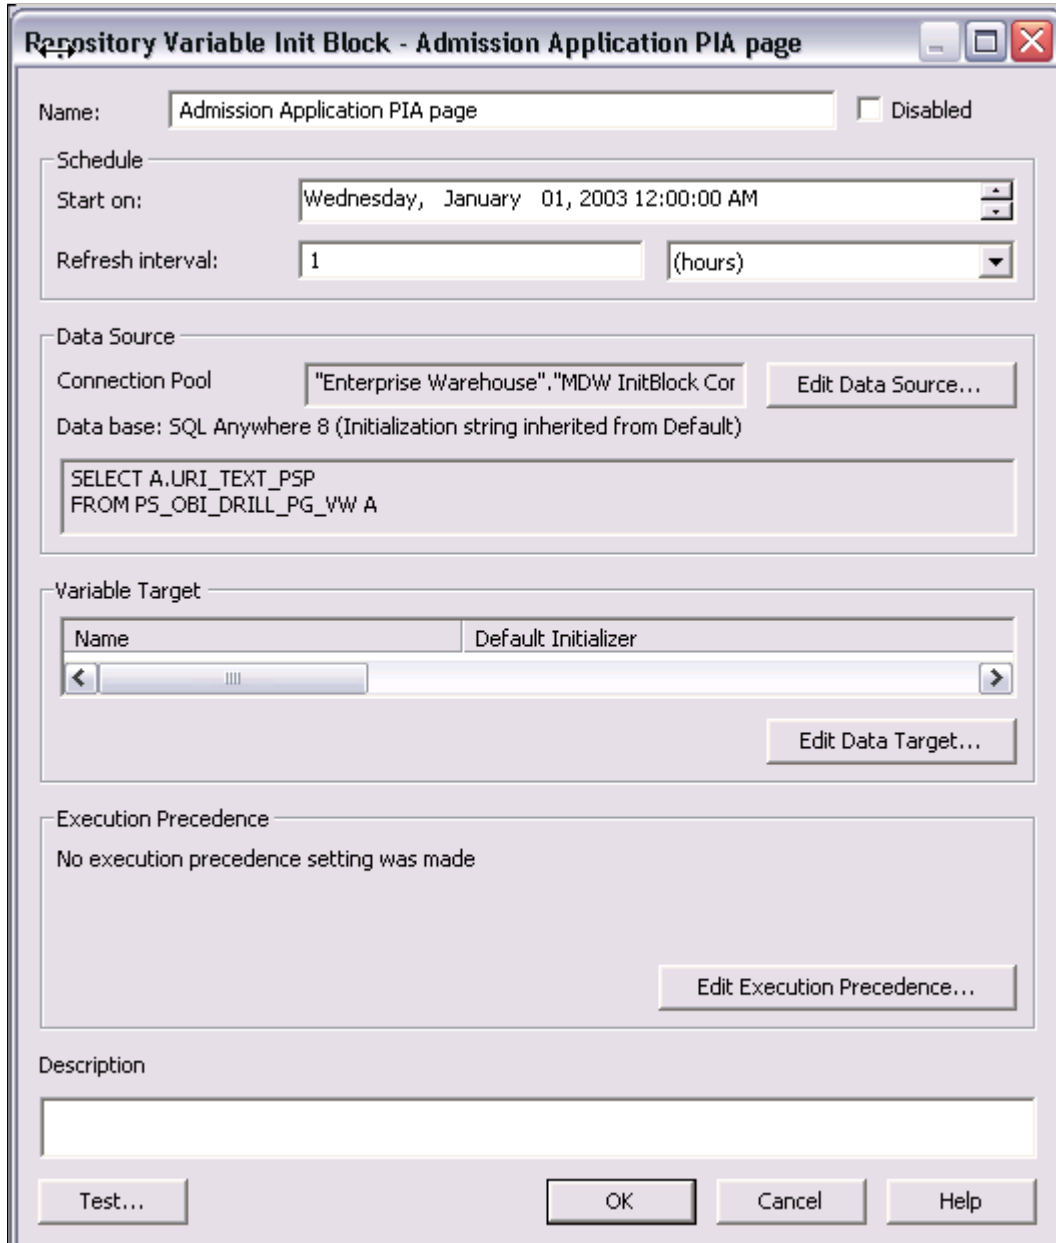 Repository Variable Init Block - Admission Application PIA page
Name: Admission Application PIA page Disabled
Schedule
Start on: Wednesday, January 01, 2003 12:00:00 AM
Refresh interval: 1 (hours)
Data Source
Connection Pool "Enterprise Warehouse"."MDW InitBlock Cor Edit Data Source...
Data base: SQL Anywhere 8 (Initialization string inherited from Default)
SELECT A.URI_TEXT_PSP
FROM PS_OBI_DRILL_PG_VW A
Variable Target
Name Default Initializer
Edit Data Target...
Execution Precedence
No execution precedence setting was made
Edit Execution Precedence...
Description
Test... OK Cancel Help